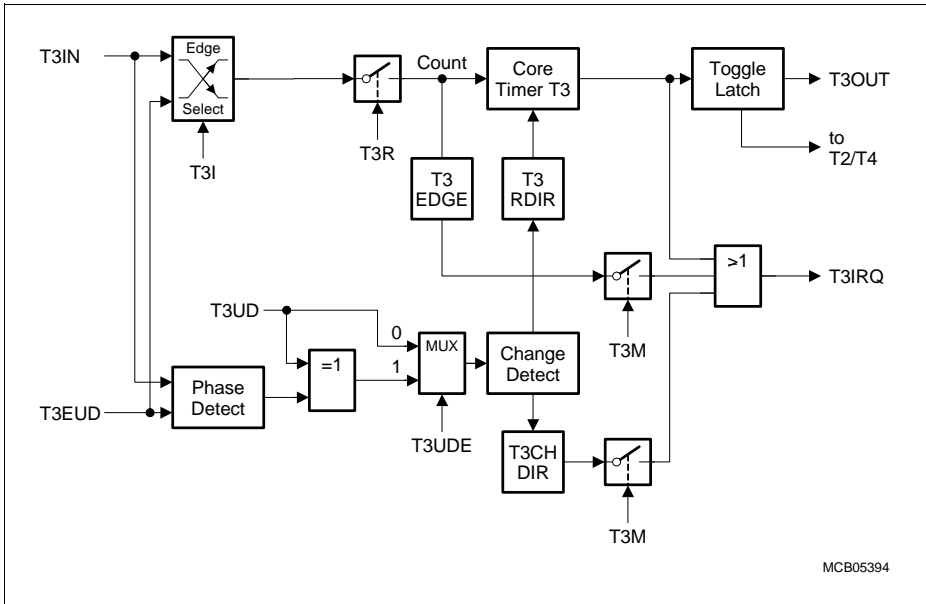 T3IN
Edge
Select
T3I
T3R
Count
Core
Timer T3
Toggle
Latch
T3OUT
to
T2/T4
T3
EDGE
T3
RDIR
≥1
T3IRQ
T3M
T3UD
0
1
=1
MUX
Change
Detect
Phase
Detect
T3EUD
T3UDE
T3CH
DIR
T3M
MCB05394